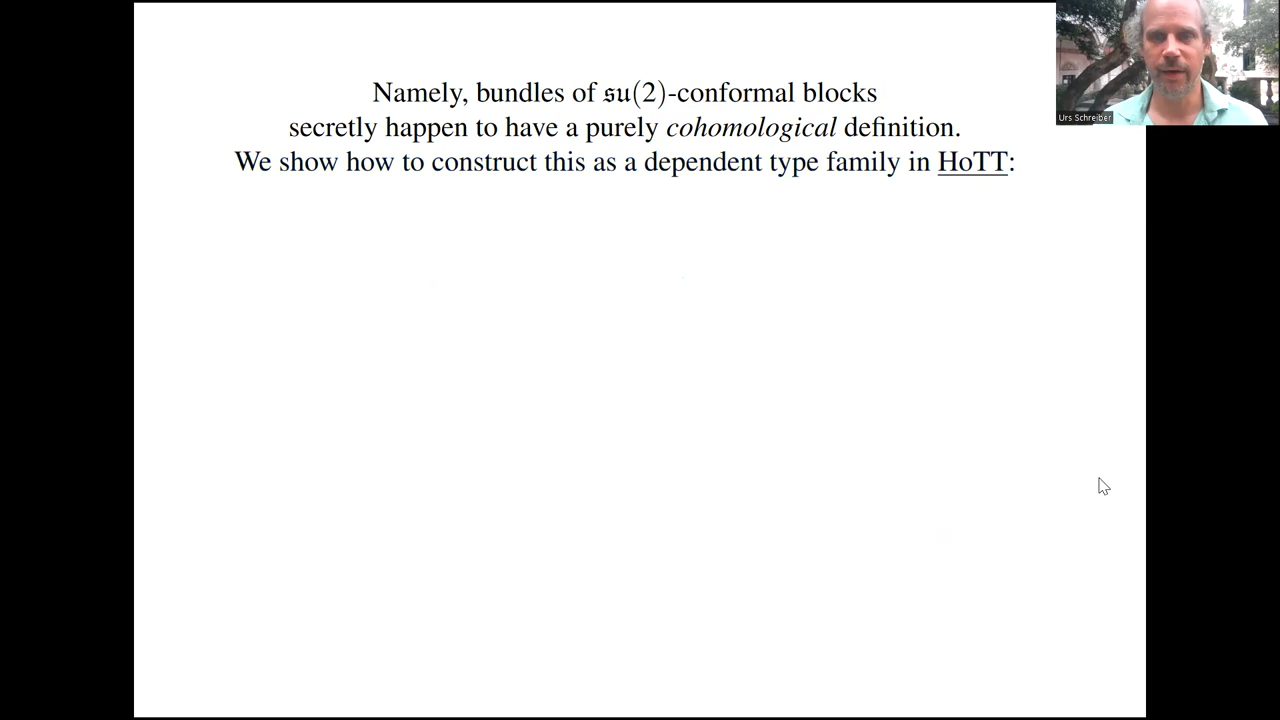 Namely, bundles of 𝔰𝔲(2)-conformal blocks
secretly happen to have a purely cohomological definition.
We show how to construct this as a dependent type family in HoTT:
Urs Schreiber